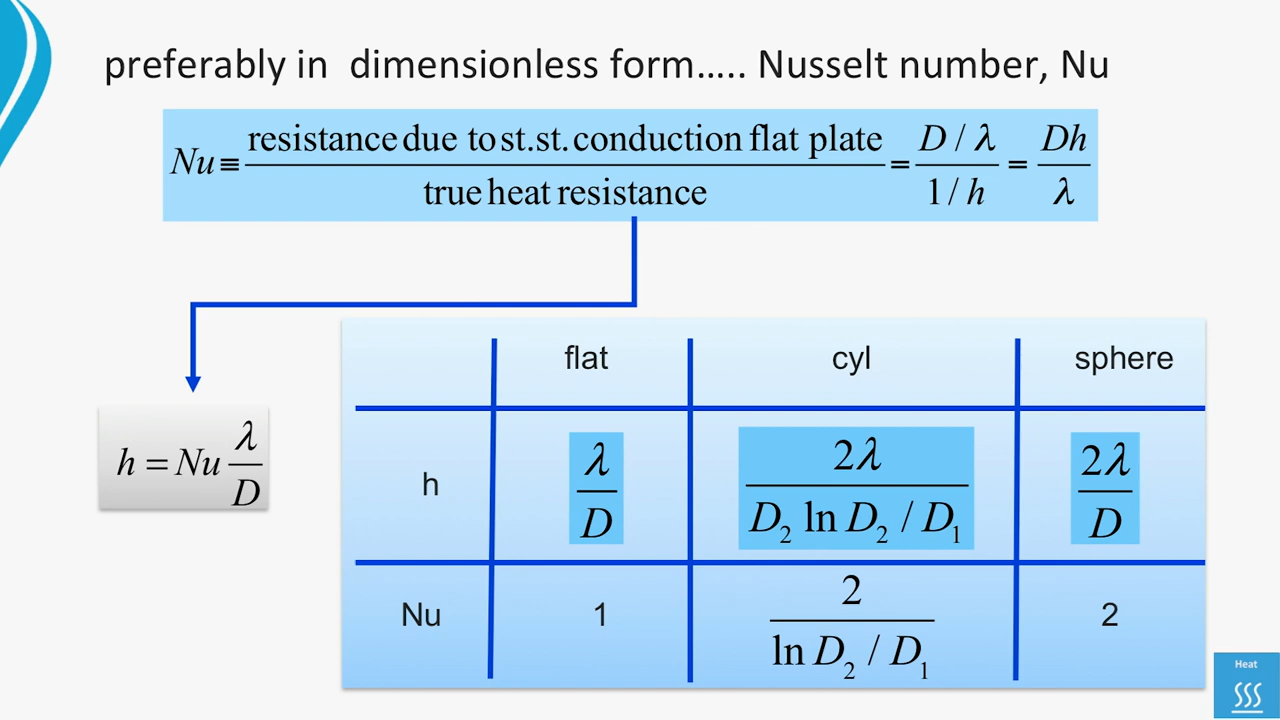 preferably in dimensionless form….. Nusselt number, Nu
Nu ≡ resistance due to st.st. conduction flat plate / true heat resistance = D / λ / 1 / h = Dh / λ
h = Nu λ / D
flat cyl sphere
h λ / D 2λ / D₂ ln D₂ / D₁ 2λ / D
Nu 1 2 / ln D₂ / D₁ 2
Heat